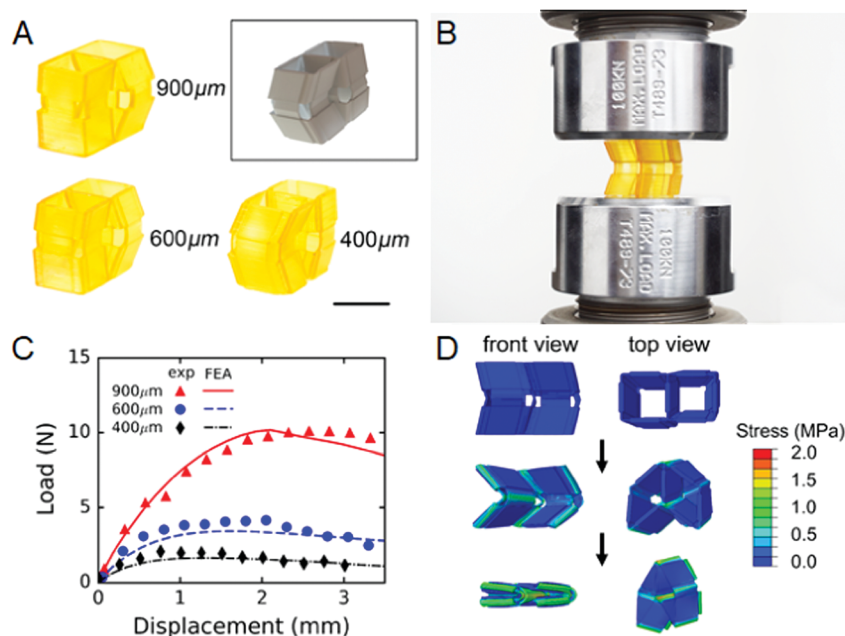 A
900μm
600μm
400μm
B
100KN
MAX.LOAD
T489-73
100KN
MAX.LOAD
T489-73
C
exp FEA
900μm
600μm
400μm
Load (N)
15
10
5
0
0 1 2 3
Displacement (mm)
D
front view top view
Stress (MPa)
2.0
1.5
1.0
0.5
0.0